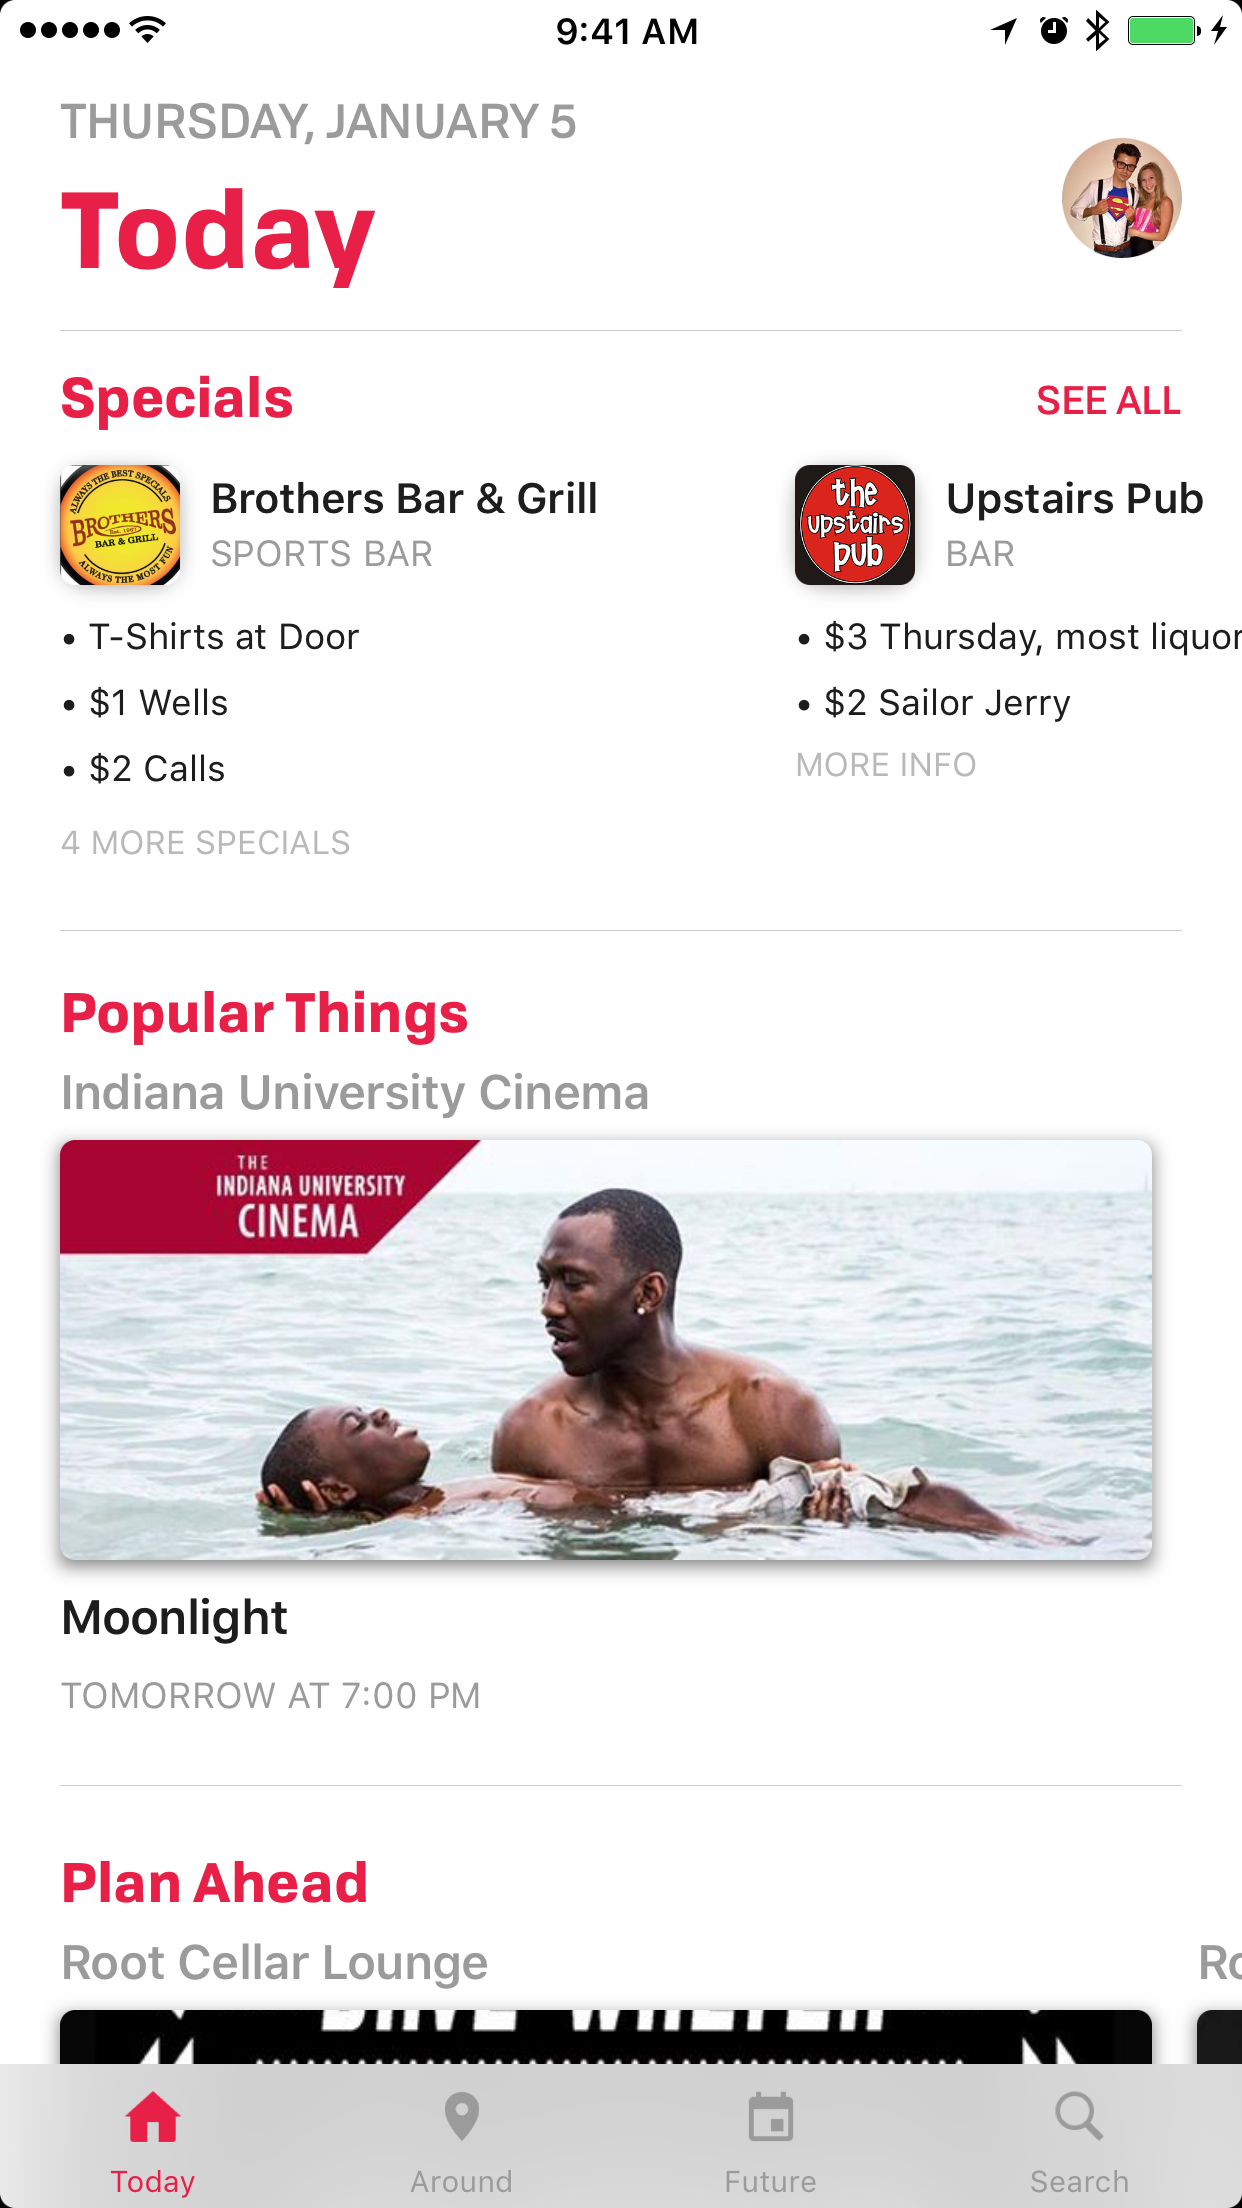 9:41 AM
THURSDAY, JANUARY 5
Today
Specials
SEE ALL
ALWAYS THE BEST SPECIALS
BROTHERS
Est. 1967
BAR & GRILL
ALWAYS THE MOST FUN
Brothers Bar & Grill
SPORTS BAR
• T-Shirts at Door
• $1 Wells
• $2 Calls
4 MORE SPECIALS
the
upstairs
pub
Upstairs Pub
BAR
• $3 Thursday, most liquor
• $2 Sailor Jerry
MORE INFO
Popular Things
Indiana University Cinema
THE
INDIANA UNIVERSITY
CINEMA
Moonlight
TOMORROW AT 7:00 PM
Plan Ahead
Root Cellar Lounge
Ro
Today
Around
Future
Search